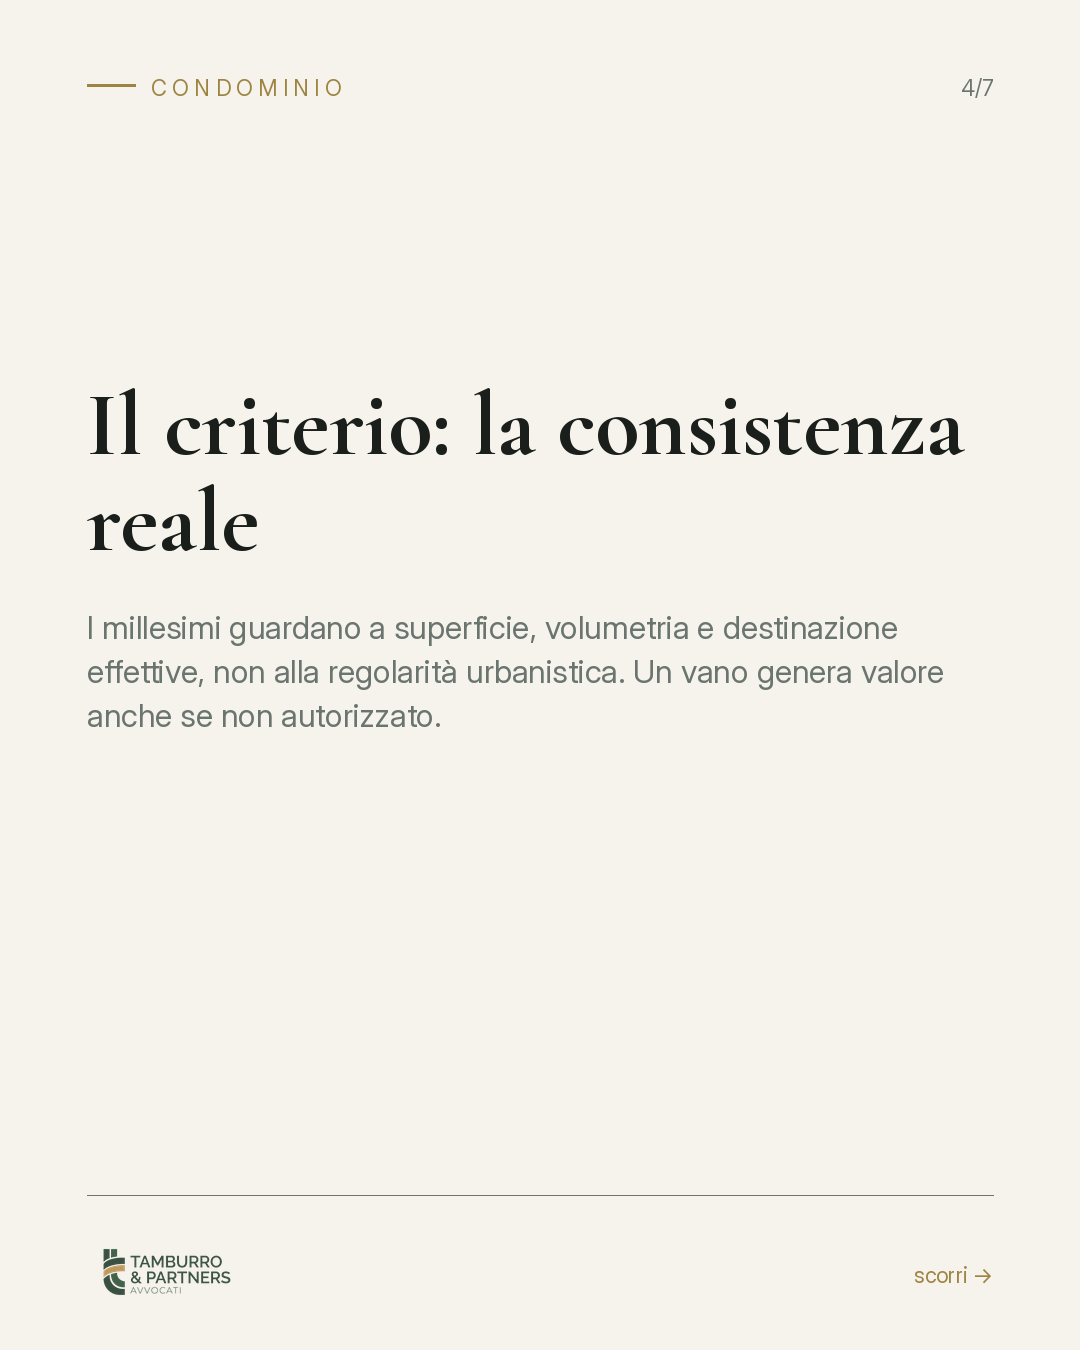 CONDOMINIO
4/7
Il criterio: la consistenza
reale
I millesimi guardano a superficie, volumetria e destinazione
effettive, non alla regolarità urbanistica. Un vano genera valore
anche se non autorizzato.
TAMBURRO
& PARTNERS
AVVOCATI
scorri →